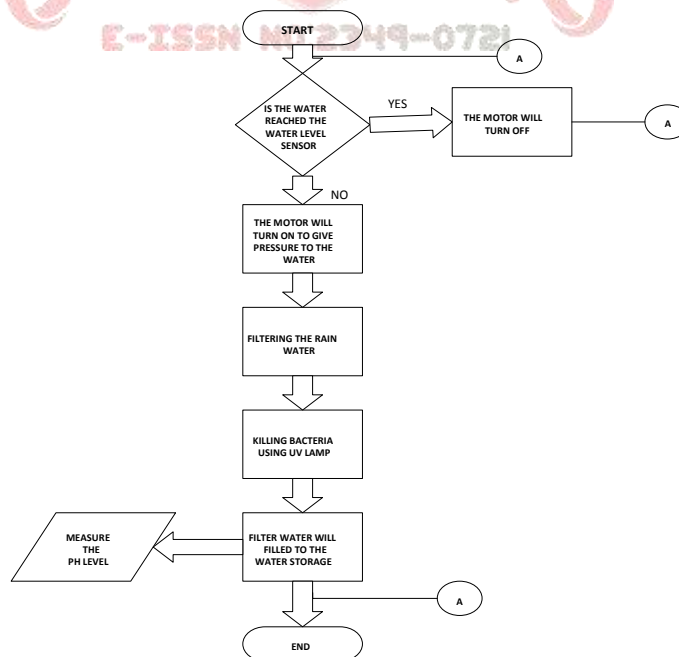 START
E-ISSN NO:2349-0721
A
IS THE WATER
REACHED THE
WATER LEVEL
SENSOR
YES
THE MOTOR WILL
TURN OFF
A
NO
THE MOTOR WILL
TURN ON TO GIVE
PRESSURE TO THE
WATER
FILTERING THE RAIN
WATER
KILLING BACTERIA
USING UV LAMP
MEASURE
THE
PH LEVEL
FILTER WATER WILL
FILLED TO THE
WATER STORAGE
A
END